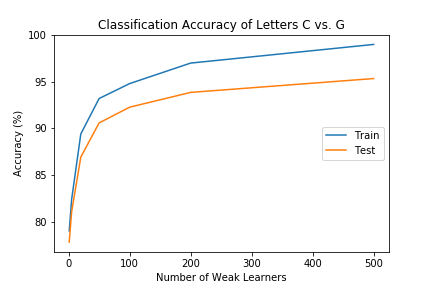 Classification Accuracy of Letters C vs. G
100
95
90
85
80
Accuracy (%)
Train
Test
0 100 200 300 400 500
Number of Weak Learners